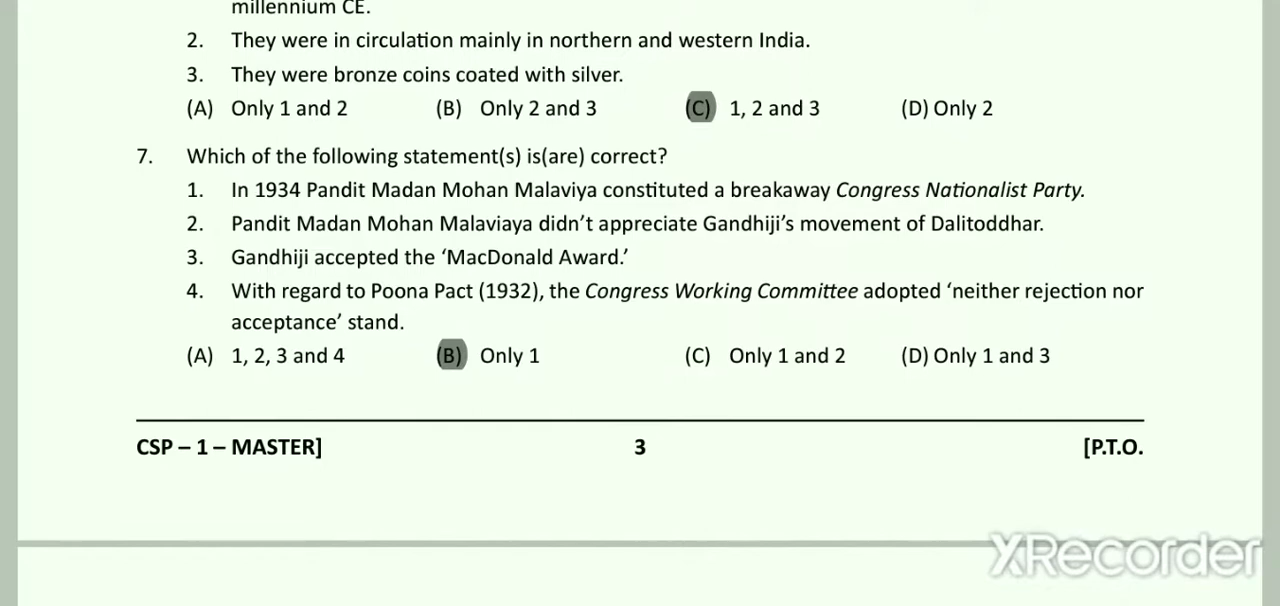 millennium CE.
2. They were in circulation mainly in northern and western India.
3. They were bronze coins coated with silver.
(A) Only 1 and 2 (B) Only 2 and 3 (C) 1, 2 and 3 (D) Only 2
7. Which of the following statement(s) is(are) correct?
1. In 1934 Pandit Madan Mohan Malaviya constituted a breakaway Congress Nationalist Party.
2. Pandit Madan Mohan Malaviaya didn't appreciate Gandhiji's movement of Dalitoddhar.
3. Gandhiji accepted the 'MacDonald Award.'
4. With regard to Poona Pact (1932), the Congress Working Committee adopted 'neither rejection nor
acceptance' stand.
(A) 1, 2, 3 and 4 (B) Only 1 (C) Only 1 and 2 (D) Only 1 and 3
CSP – 1 – MASTER] 3 [P.T.O.
XRecorder